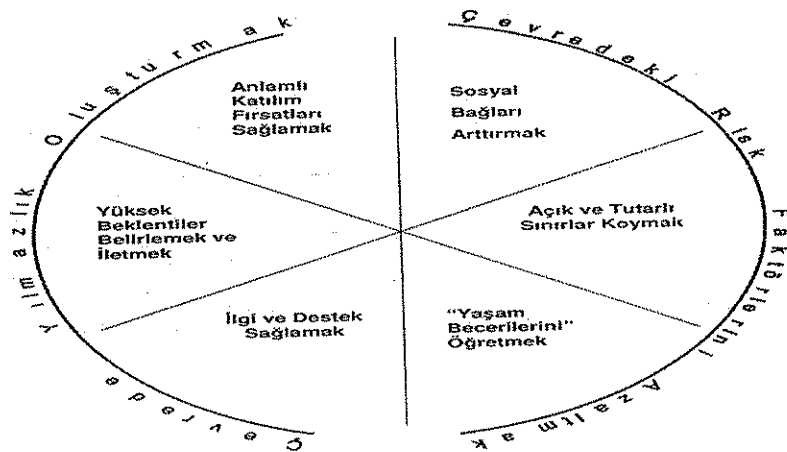 Çevrede Yılmazlık Oluşturmak
Çevredeki Risk Faktörlerini Azaltmak
Anlamlı
Katılım
Fırsatları
Sağlamak
Sosyal
Bağları
Arttırmak
Yüksek
Beklentiler
Belirlemek ve
İletmek
Açık ve Tutarlı
Sınırlar Koymak
İlgi ve Destek
Sağlamak
"Yaşam
Becerilerini"
Öğretmek